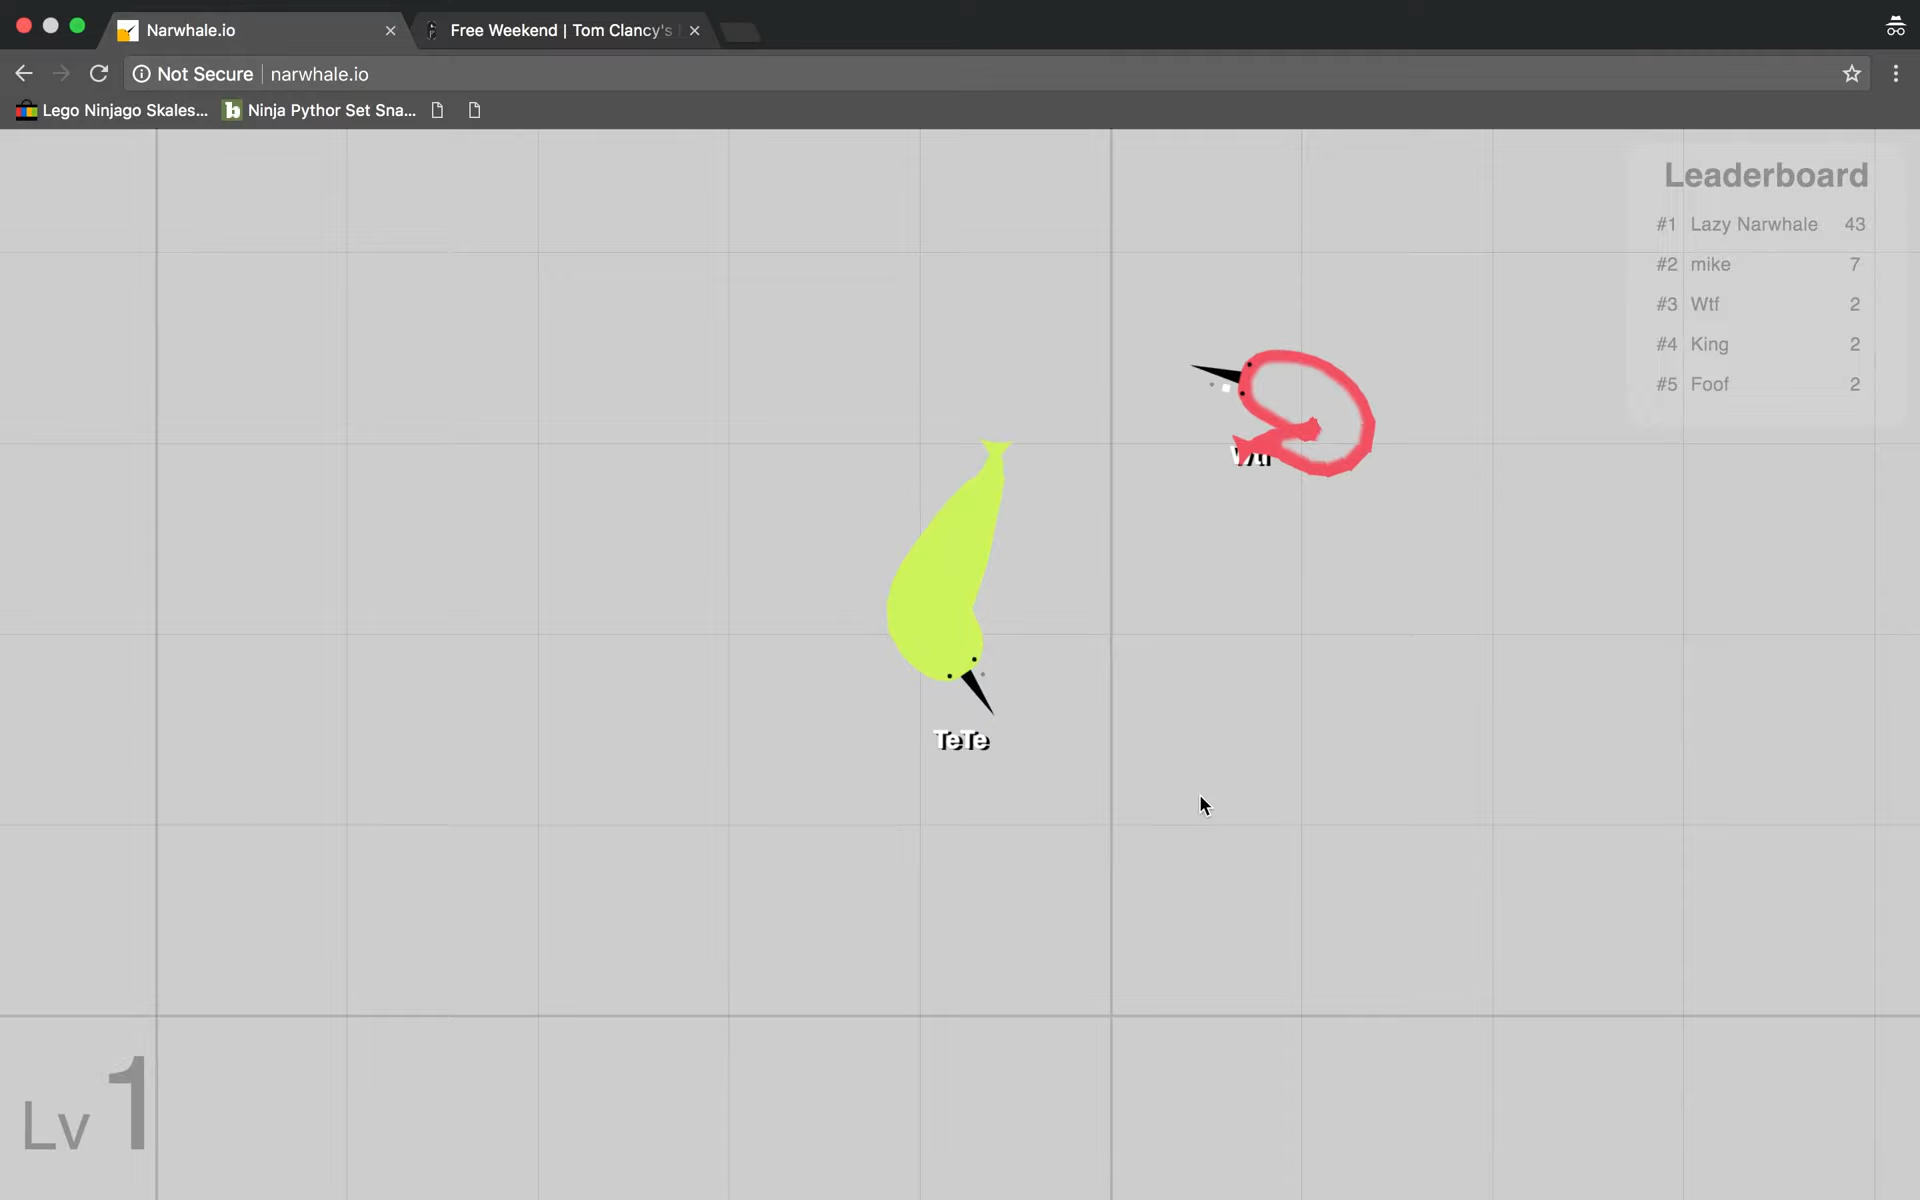 Narwhale.io
Free Weekend | Tom Clancy's
Not Secure narwhale.io
Lego Ninjago Skales... Ninja Pythor Set Sna...
Leaderboard
#1 Lazy Narwhale 43
#2 mike 7
#3 Wtf 2
#4 King 2
#5 Foof 2
TeTe
Lv 1